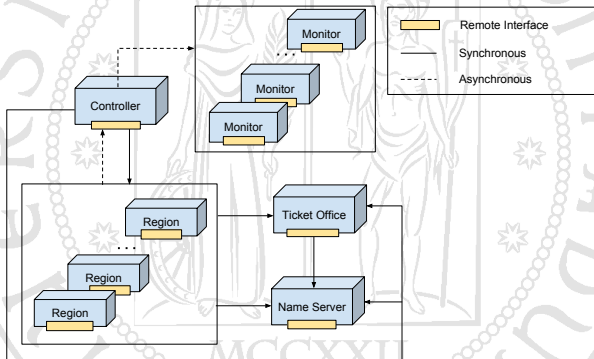 Monitor
. . .
Monitor
Monitor
Remote Interface
Synchronous
Asynchronous
Controller
Region
. . .
Region
Region
Ticket Office
Name Server
MCCXXII